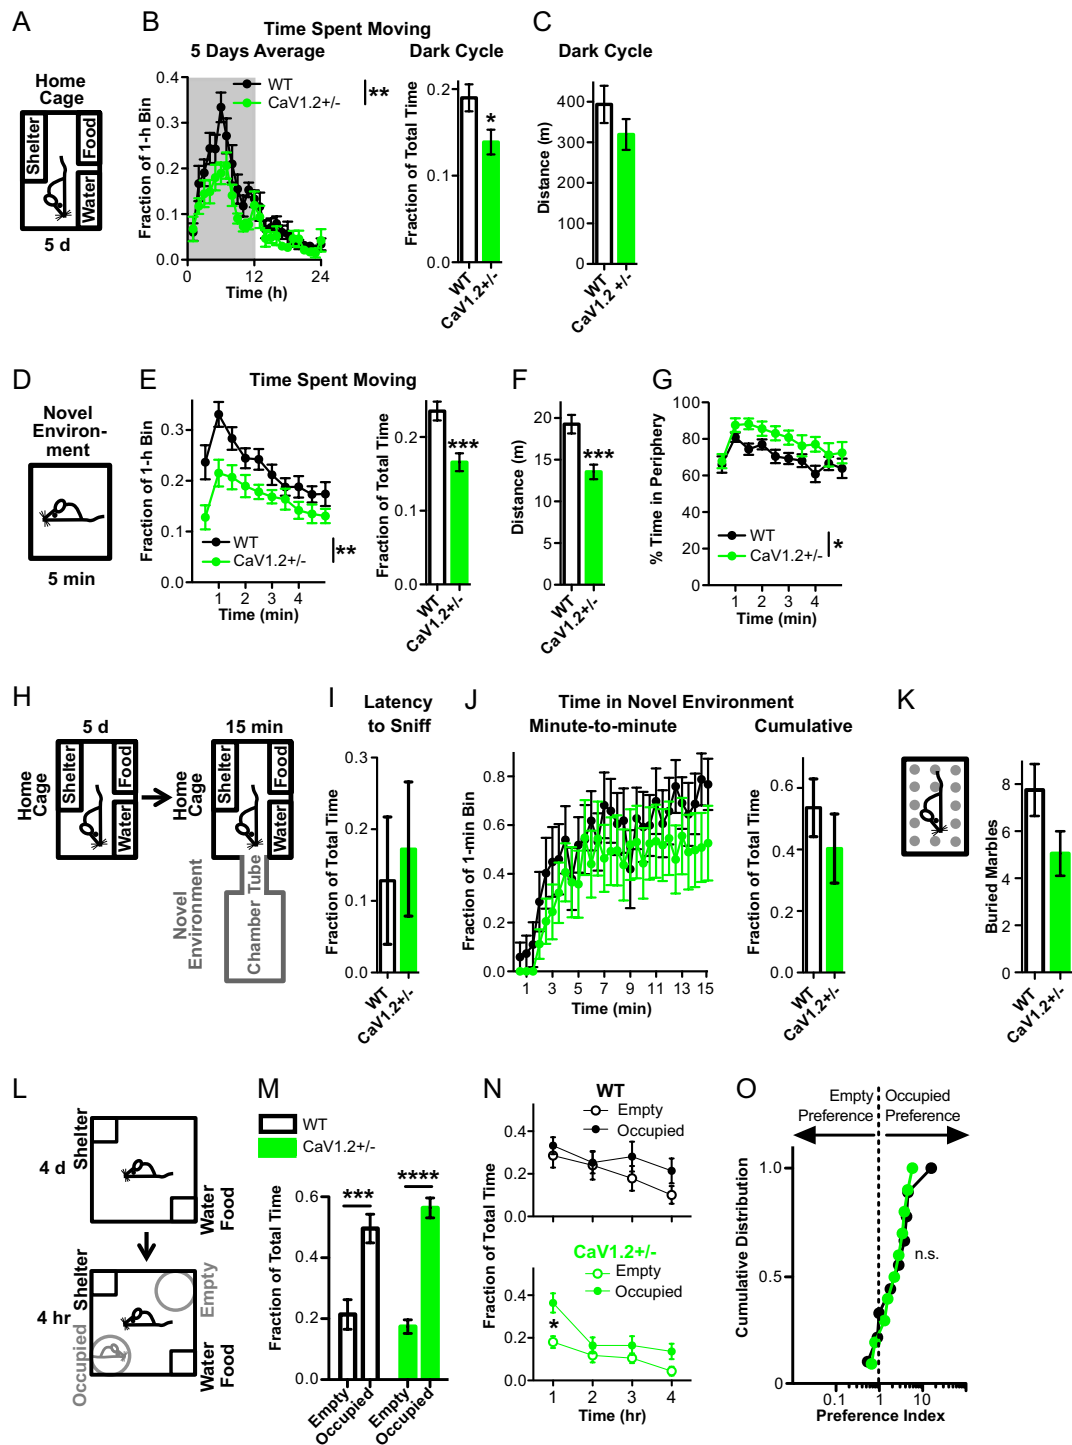 A
Home
Cage
Shelter
Food
Water
5 d
B
Time Spent Moving
5 Days Average
WT
CaV1.2+/-
**
Fraction of 1-h Bin
0.4
0.3
0.2
0.1
0.0
0
12
24
Time (h)
Dark Cycle
Fraction of Total Time
0.2
0.1
0.0
*
WT
CaV1.2+/-
C
Dark Cycle
Distance (m)
400
300
200
100
0
WT
CaV1.2+/-
D
Novel
Environ-
ment
5 min
E
Time Spent Moving
Fraction of 1-h Bin
0.3
0.2
0.1
0.0
WT
CaV1.2+/-
**
1
2
3
4
Time (min)
Fraction of Total Time
0.2
0.1
0.0
***
WT
CaV1.2+/-
F
Distance (m)
20
15
10
5
0
***
WT
CaV1.2+/-
G
% Time in Periphery
100
80
60
40
20
0
WT
CaV1.2+/-
*
1
2
3
4
Time (min)
H
5 d
Home
Cage
Shelter
Food
Water
15 min
Home
Cage
Shelter
Food
Water
Novel
Environment
Chamber Tube
I
Latency
to Sniff
Fraction of Total Time
0.3
0.2
0.1
0.0
WT
CaV1.2+/-
J
Time in Novel Environment
Minute-to-minute
Fraction of 1-min Bin
0.8
0.6
0.4
0.2
0.0
1
3
5
7
9
11
13
15
Time (min)
Cumulative
Fraction of Total Time
0.6
0.4
0.2
0.0
WT
CaV1.2+/-
K
Buried Marbles
8
6
4
2
0
WT
CaV1.2+/-
L
4 d
Shelter
Water
Food
4 hr
Shelter
Empty
Occupied
Water
Food
M
WT
CaV1.2+/-
Fraction of Total Time
0.6
0.4
0.2
0.0
***
****
Empty
Occupied
Empty
Occupied
N
WT
Empty
Occupied
0.4
0.2
0.0
Fraction of Total Time
CaV1.2+/-
Empty
Occupied
0.4
0.2
0.0
*
1
2
3
4
Time (hr)
O
Empty
Preference
Occupied
Preference
Cumulative Distribution
1.0
0.5
0
n.s.
0.1
1
10
Preference Index